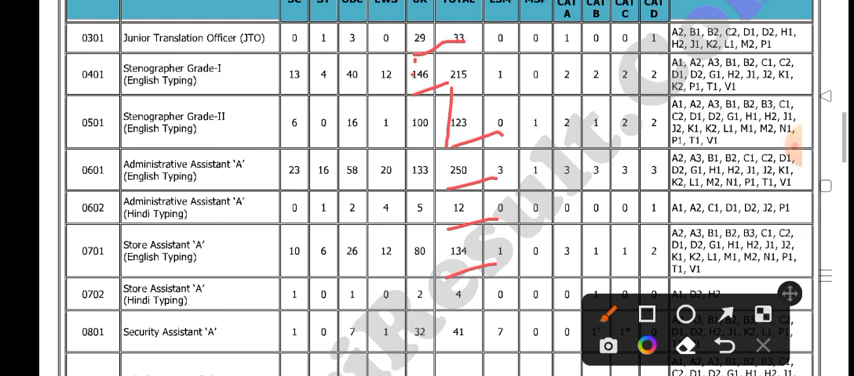 SC ST OBC EWS UR TOTAL ESM MSP CAT A CAT B CAT C CAT D
0301 Junior Translation Officer (JTO) 0 1 3 0 29 33 0 0 1 0 0 1 A2, B1, B2, C2, D1, D2, H1,
H2, J1, K2, L1, M2, P1
0401 Stenographer Grade-I (English Typing) 13 4 40 12 146 215 1 0 2 2 2 2 A1, A2, A3, B1, B2, C1, C2
D1, D2, G1, H2, J1, J2, K1,
K2, P1, T1, V1
0501 Stenographer Grade-II (English Typing) 6 0 16 1 100 123 0 1 2 1 2 2 A1, A2, A3, B1, B2, B3, C1,
C2, D1, D2, G1, H1, H2, J1,
J2, K1, K2, L1, M1, M2, N1,
P1, T1, V1
0601 Administrative Assistant ‘A’ (English Typing) 23 16 58 20 133 250 3 1 3 3 3 3 A2, A3, B1, B2, C1, C2, D1,
D2, G1, H1, H2, J1, J2, K1,
K2, L1, M2, N1, P1, T1, V1
0602 Administrative Assistant ‘A’ (Hindi Typing) 0 1 2 4 5 12 0 0 0 0 0 1 A1, A2, C1, D1, D2, J2, P1
0701 Store Assistant ‘A’ (English Typing) 10 6 26 12 80 134 1 0 3 1 1 2 A2, A3, B1, B2, B3, C1, C2,
D1, D2, G1, H1, H2, J1, J2,
K1, K2, L1, M1, M2, N1, P1,
T1, V1
0702 Store Assistant ‘A’ (Hindi Typing) 1 0 1 0 2 4 0 0 0 1 A1, D2, H2
0801 Security Assistant ‘A’ 1 0 7 1 32 41 7 0 0 1* 1* 0